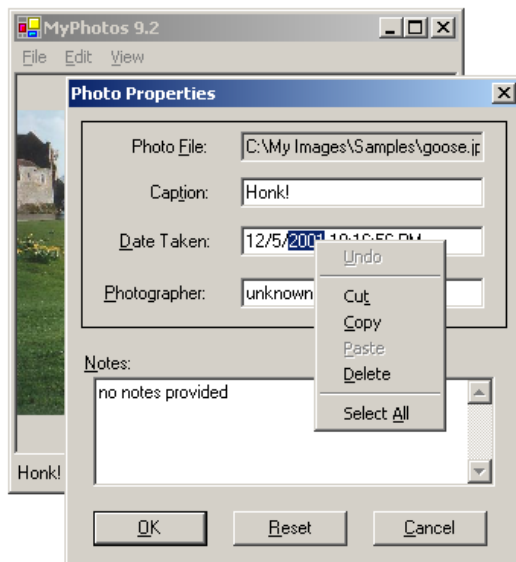 MyPhotos 9.2
File Edit View
Photo Properties
Photo File: C:\My Images\Samples\goose.jp
Caption: Honk!
Date Taken: 12/5/2001
Photographer: unknown
Undo
Cut
Copy
Paste
Delete
Select All
Notes:
no notes provided
Honk!
OK Reset Cancel